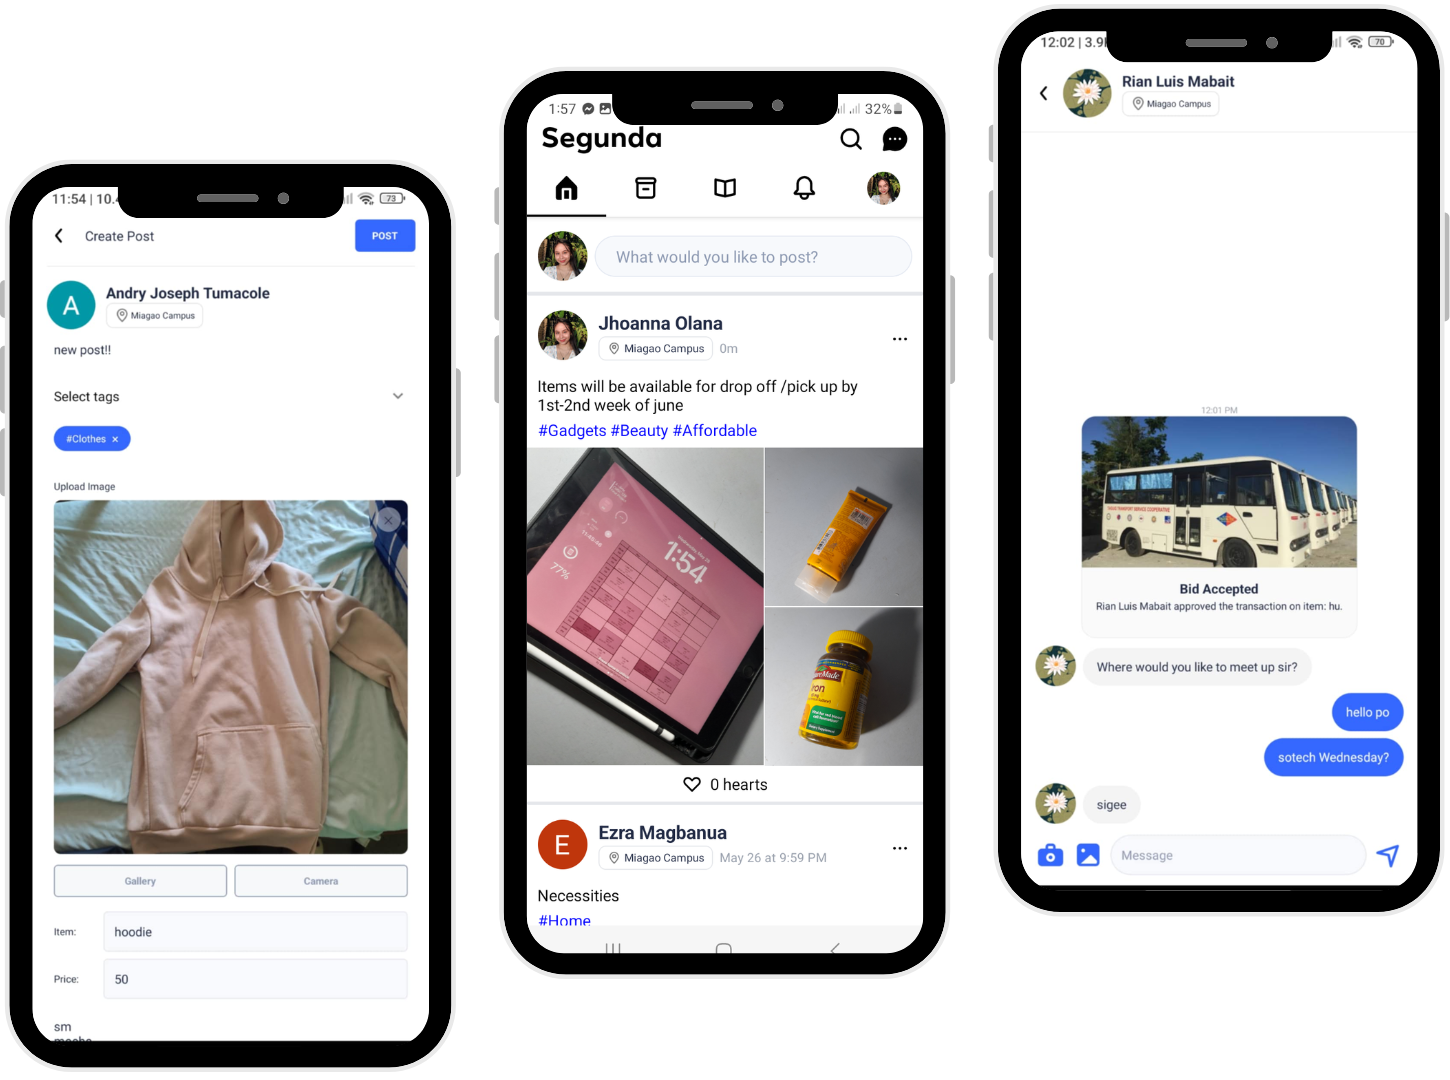 11:54 | 10.
73
Create Post
POST
A
Andry Joseph Tumacole
Miagao Campus
new post!!
Select tags
#Clothes ×
Upload Image
Gallery
Camera
Item:
hoodie
Price:
50
sm
1:57
32%
Segunda
What would you like to post?
Jhoanna Olana
Miagao Campus
0m
Items will be available for drop off /pick up by
1st-2nd week of june
#Gadgets #Beauty #Affordable
1:54
77%
0 hearts
E
Ezra Magbanua
Miagao Campus
May 26 at 9:59 PM
Necessities
#Home
12:02 | 3.9
70
Rian Luis Mabait
Miagao Campus
12:01 PM
TRANSPORT SERVICE COOPERATIVE
Bid Accepted
Rian Luis Mabait approved the transaction on item: hu.
Where would you like to meet up sir?
hello po
sotech Wednesday?
sigee
Message